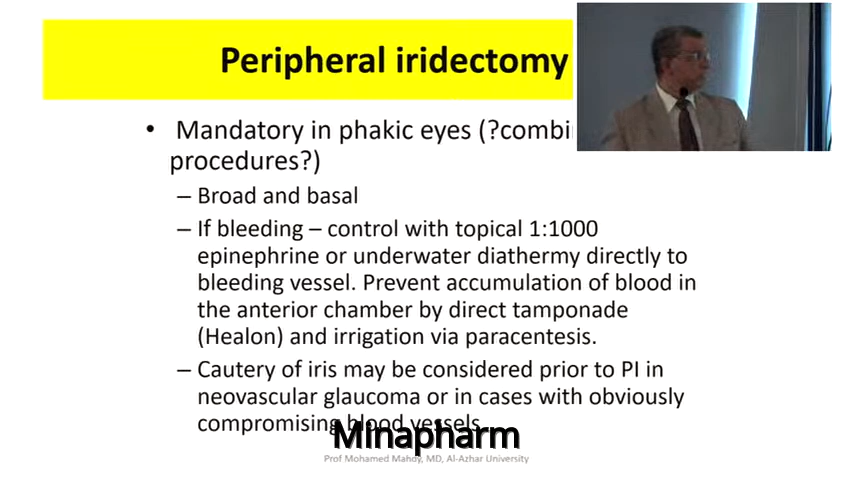 Peripheral iridectomy
• Mandatory in phakic eyes (?combi
procedures?)
– Broad and basal
– If bleeding – control with topical 1:1000
epinephrine or underwater diathermy directly to
bleeding vessel. Prevent accumulation of blood in
the anterior chamber by direct tamponade
(Healon) and irrigation via paracentesis.
– Cautery of iris may be considered prior to PI in
neovascular glaucoma or in cases with obviously
compromising blood vessels
Minapharm
Prof Mohamed Mahdy, MD, Al-Azhar University